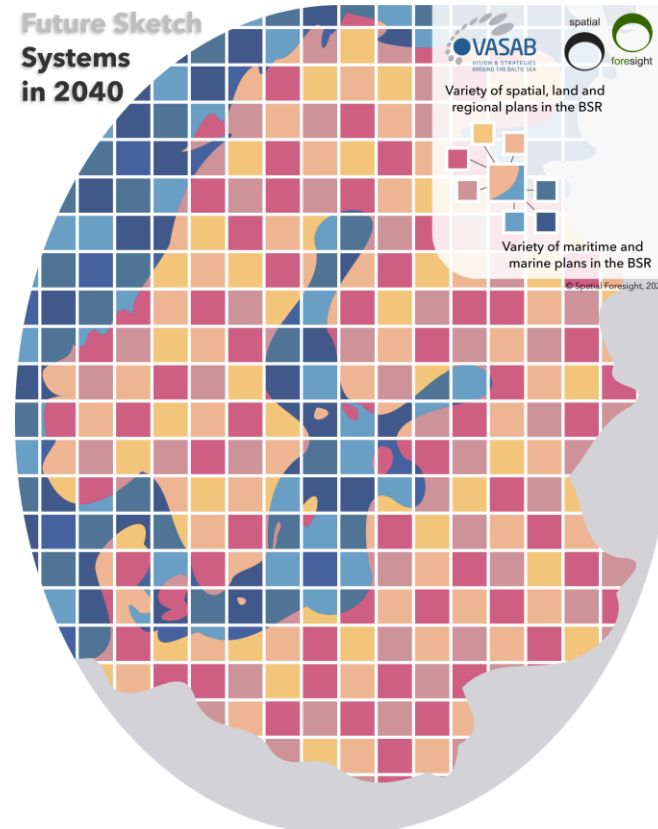 Future Sketch
Systems
in 2040
VASAB
VISION & STRATEGIES
AROUND THE BALTIC SEA
spatial
foresight
Variety of spatial, land and
regional plans in the BSR
Variety of maritime and
marine plans in the BSR
© Spatial Foresight,